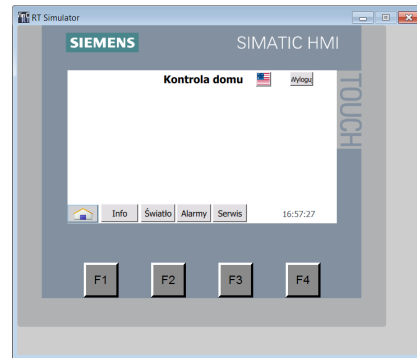 RT Simulator
SIEMENS
SIMATIC HMI
TOUCH
Kontrola domu
Wyloguj
Info
Światło
Alarmy
Serwis
16:57:27
F1
F2
F3
F4